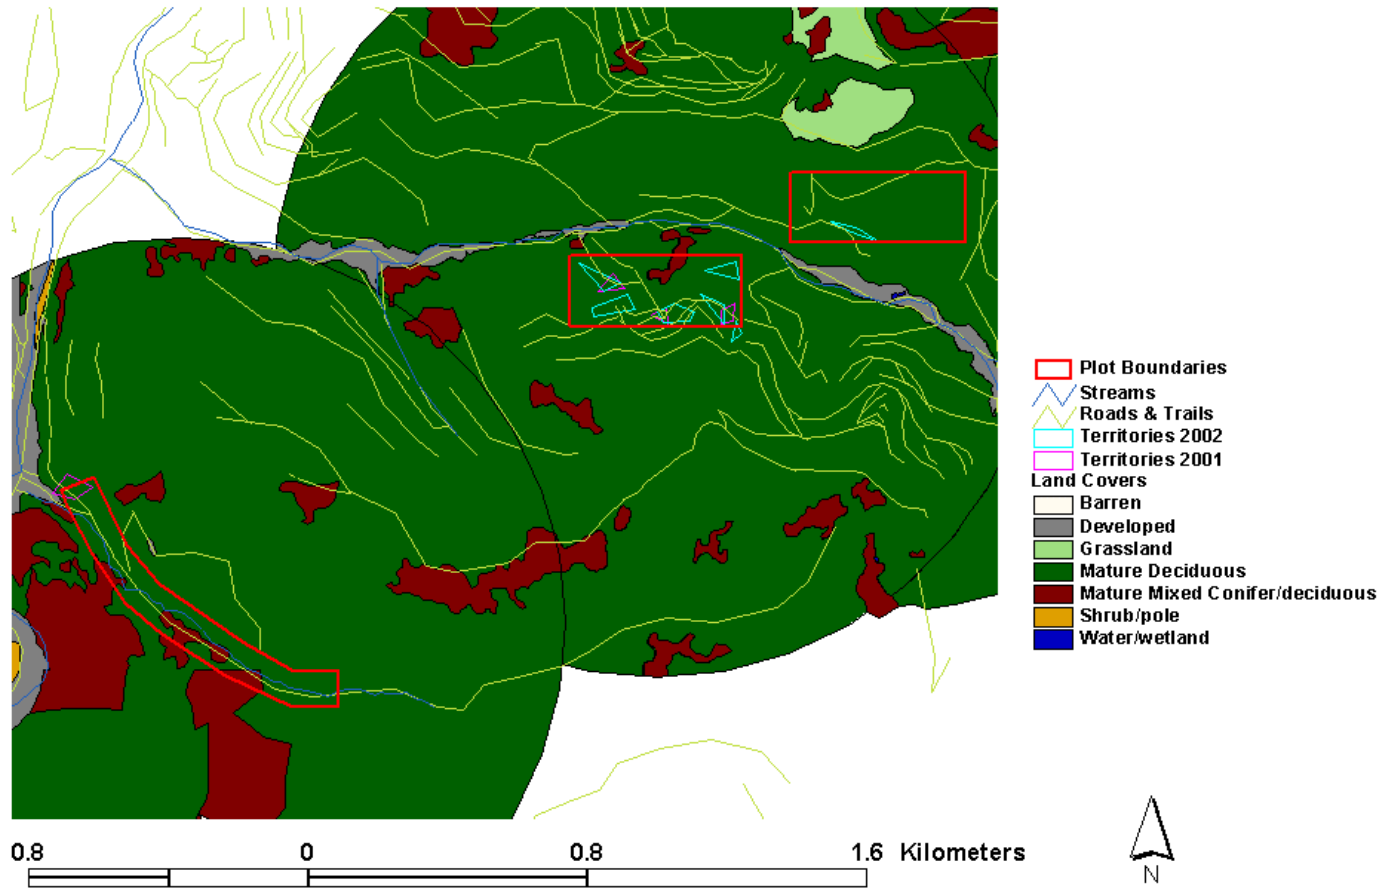 Plot Boundaries
Streams
Roads & Trails
Territories 2002
Territories 2001
Land Covers
Barren
Developed
Grassland
Mature Deciduous
Mature Mixed Conifer/deciduous
Shrub/pole
Water/wetland
0.8 0 0.8 1.6 Kilometers
N